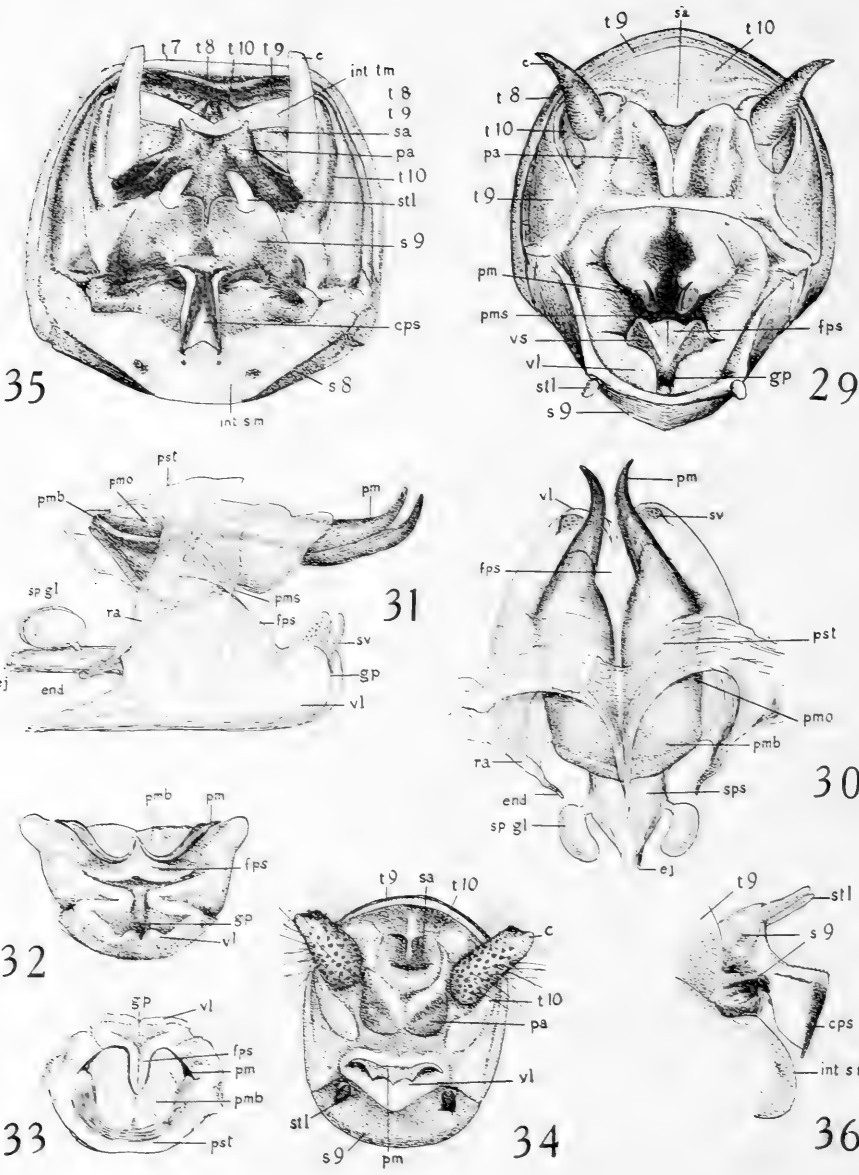 t7 t8 t10 t9 c
int tm
t8
t9
sa
pa
t10
stl
s9
cps
s8
int sm
35
sa
t9
t10
c
t8
t10
pa
t9
pm
pms
vs
vl
stl
s9
fps
gp
29
pst
pmo
pmb
pm
sp gl
ra
pms
fps
31
sv
gp
vl
ej
end
pm
vl
sv
fps
pst
pmo
pmb
ra
end
sps
sp gl
ej
30
pmb
pm
fps
gp
vl
32
gp
vl
fps
pm
pmb
pst
33
t9
sa
t10
c
t10
pa
vl
stl
s9
pm
34
t9
stl
s9
cps
36